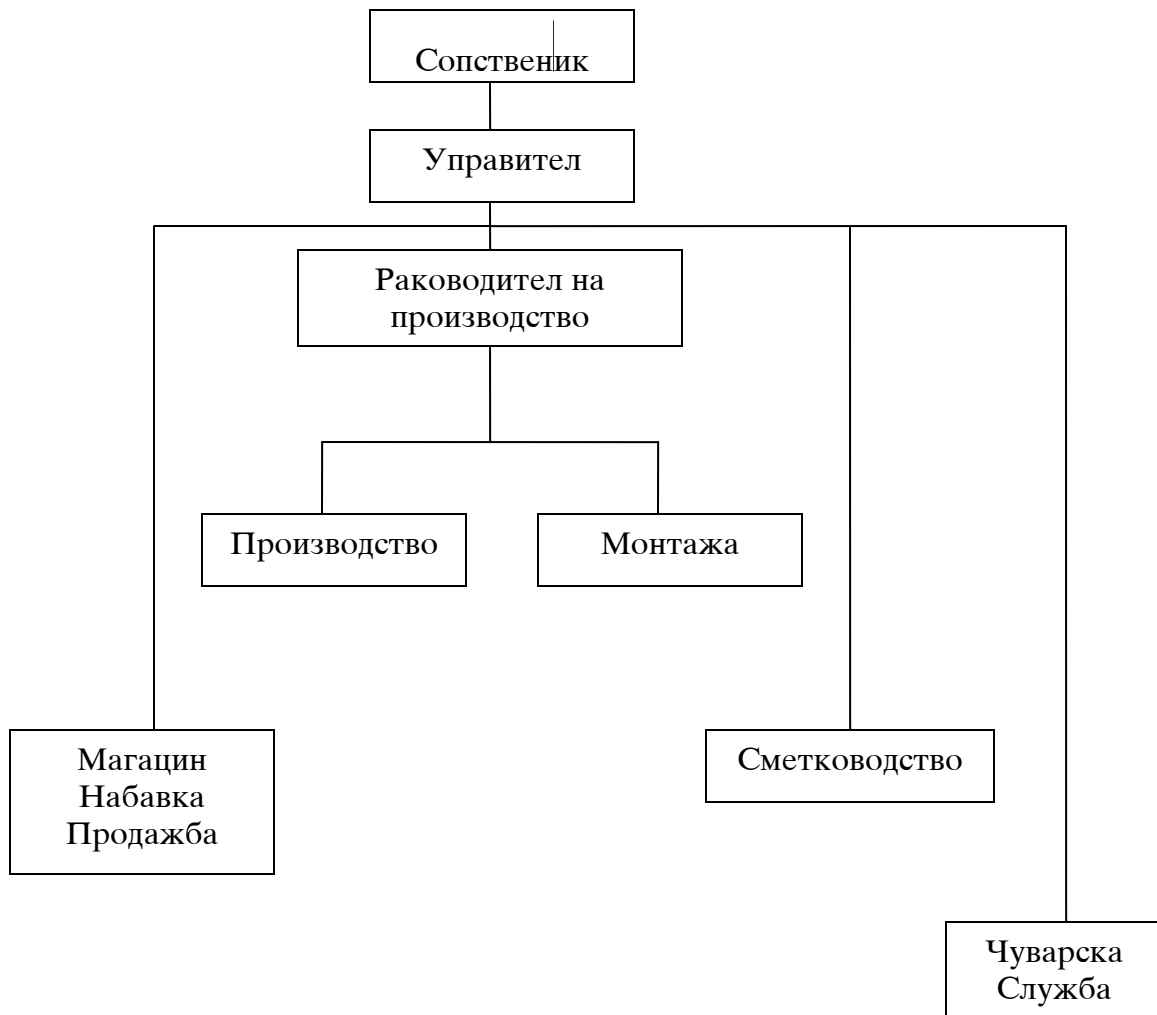 Сопственик
Управител
Раководител на
производство
Производство
Монтажа
Магацин
Набавка
Продажба
Сметководство
Чуварска
Служба